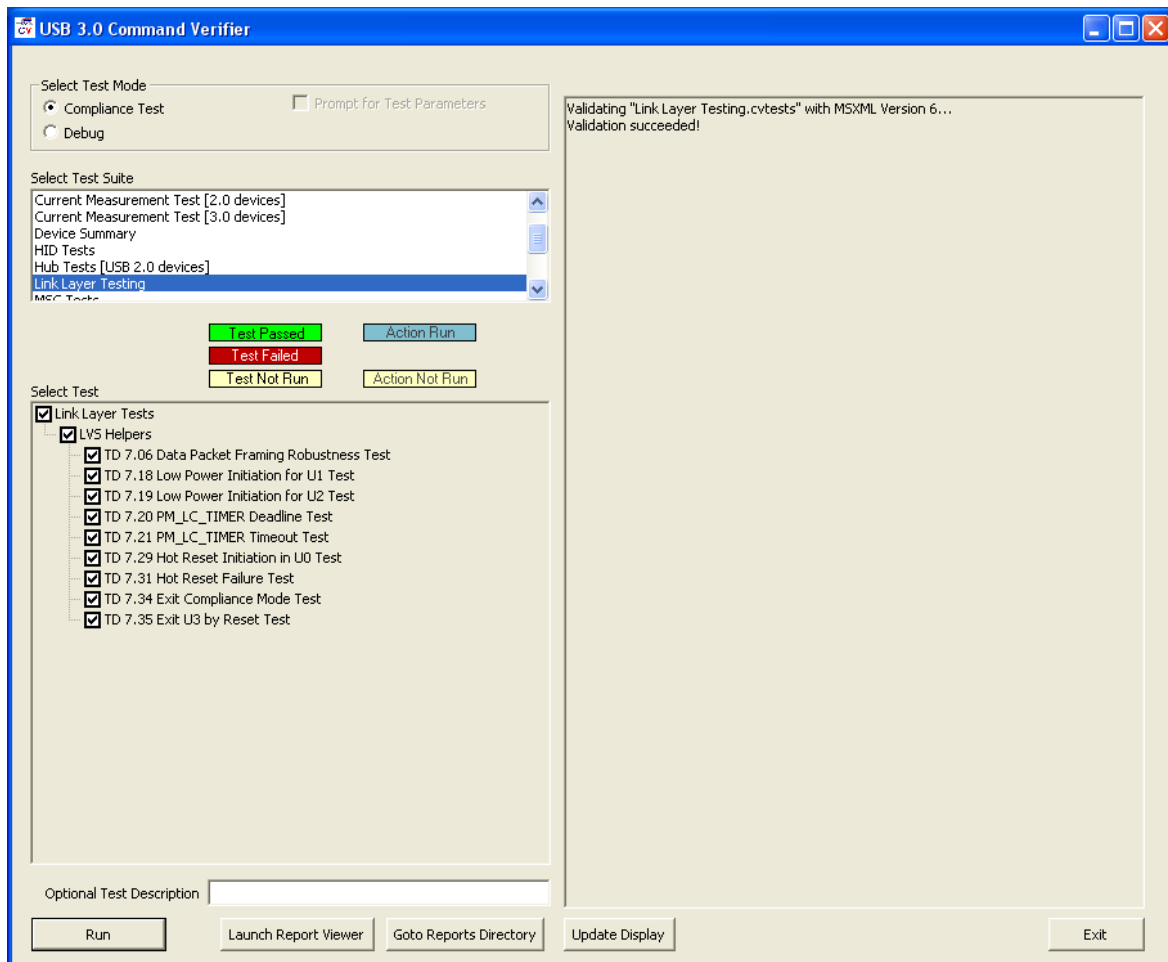 USB 3.0 Command Verifier
Select Test Mode
Compliance Test
Prompt for Test Parameters
Debug
Select Test Suite
Current Measurement Test [2.0 devices]
Current Measurement Test [3.0 devices]
Device Summary
HID Tests
Hub Tests [USB 2.0 devices]
Link Layer Testing
MSC Tests
Test Passed
Action Run
Test Failed
Test Not Run
Action Not Run
Select Test
Link Layer Tests
LVS Helpers
TD 7.06 Data Packet Framing Robustness Test
TD 7.18 Low Power Initiation for U1 Test
TD 7.19 Low Power Initiation for U2 Test
TD 7.20 PM_LC_TIMER Deadline Test
TD 7.21 PM_LC_TIMER Timeout Test
TD 7.29 Hot Reset Initiation in U0 Test
TD 7.31 Hot Reset Failure Test
TD 7.34 Exit Compliance Mode Test
TD 7.35 Exit U3 by Reset Test
Optional Test Description
Run
Launch Report Viewer
Goto Reports Directory
Validating "Link Layer Testing.cvtests" with MSXML Version 6...
Validation succeeded!
Update Display
Exit